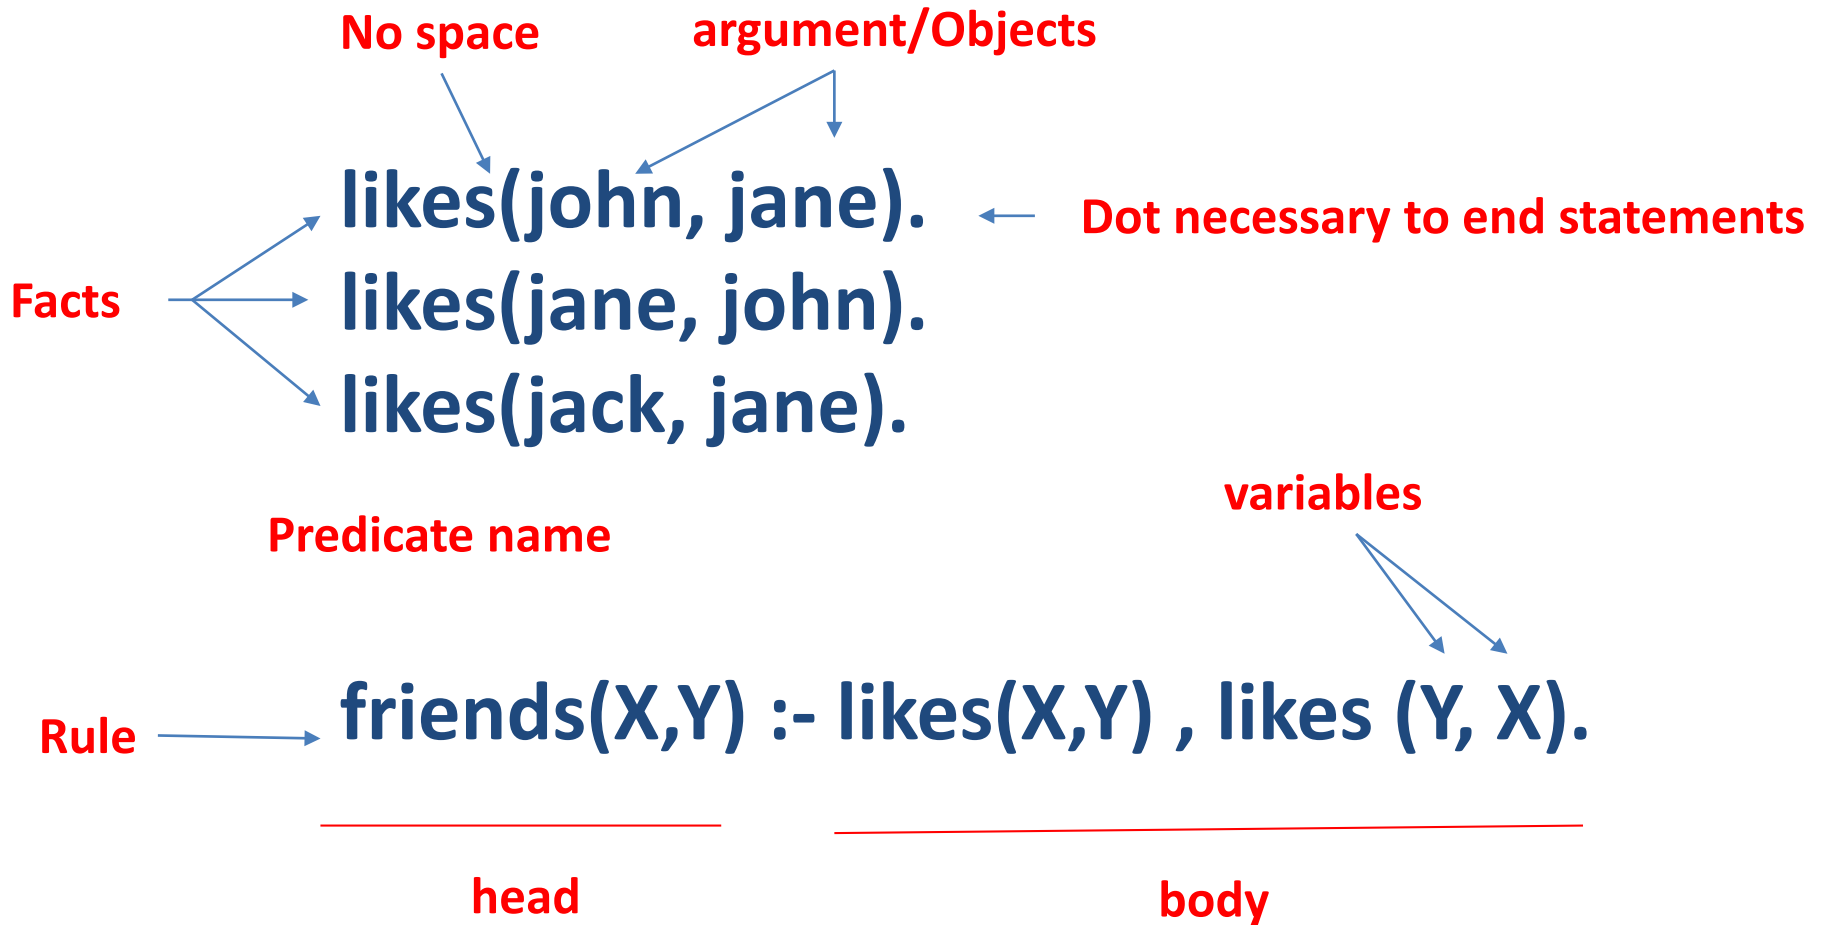 No space
argument/Objects
likes(john, jane).
Dot necessary to end statements
Facts
likes(jane, john).
likes(jack, jane).
variables
Predicate name
Rule
friends(X,Y) :- likes(X,Y) , likes (Y, X).
head
body